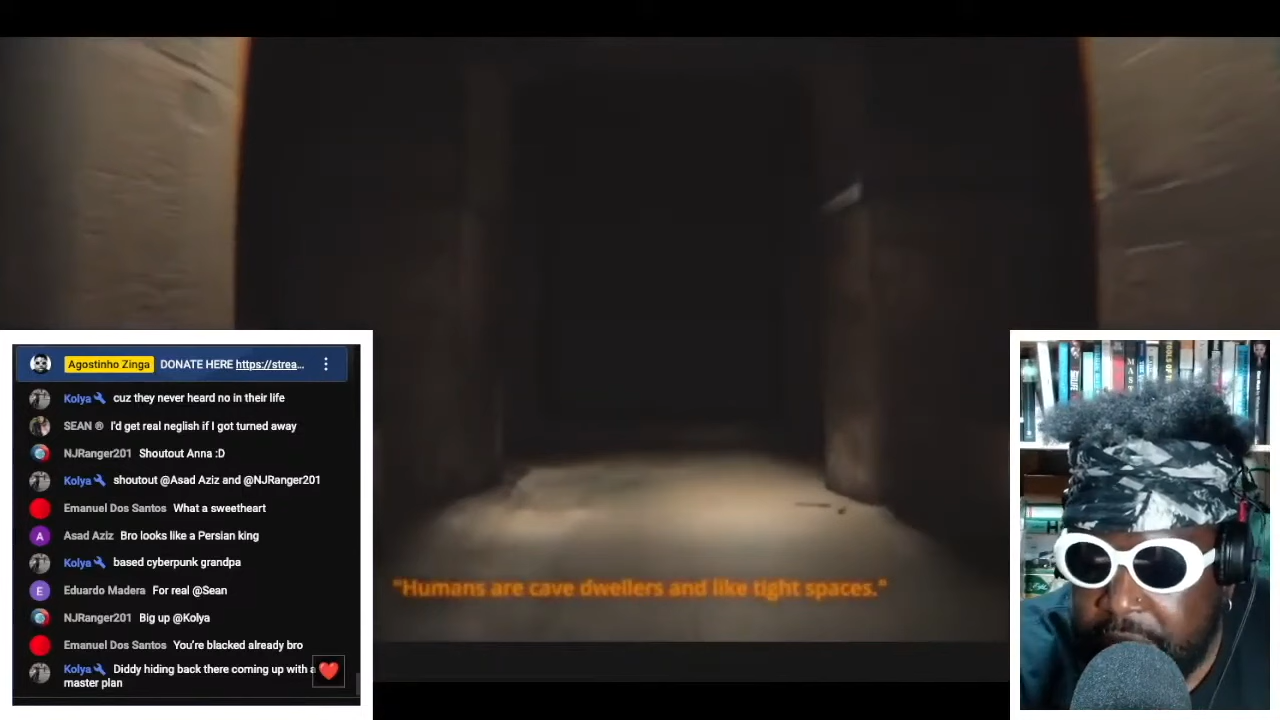 "Humans are cave dwellers and like tight spaces."
Agostinho Zinga DONATE HERE https://strea...
Kolya cuz they never heard no in their life
SEAN ® I'd get real neglish if I got turned away
NJRanger201 Shoutout Anna :D
Kolya shoutout @Asad Aziz and @NJRanger201
Emanuel Dos Santos What a sweetheart
A Asad Aziz Bro looks like a Persian king
Kolya based cyberpunk grandpa
E Eduardo Madera For real @Sean
NJRanger201 Big up @Kolya
Emanuel Dos Santos You're blacked already bro
Kolya Diddy hiding back there coming up with a
master plan